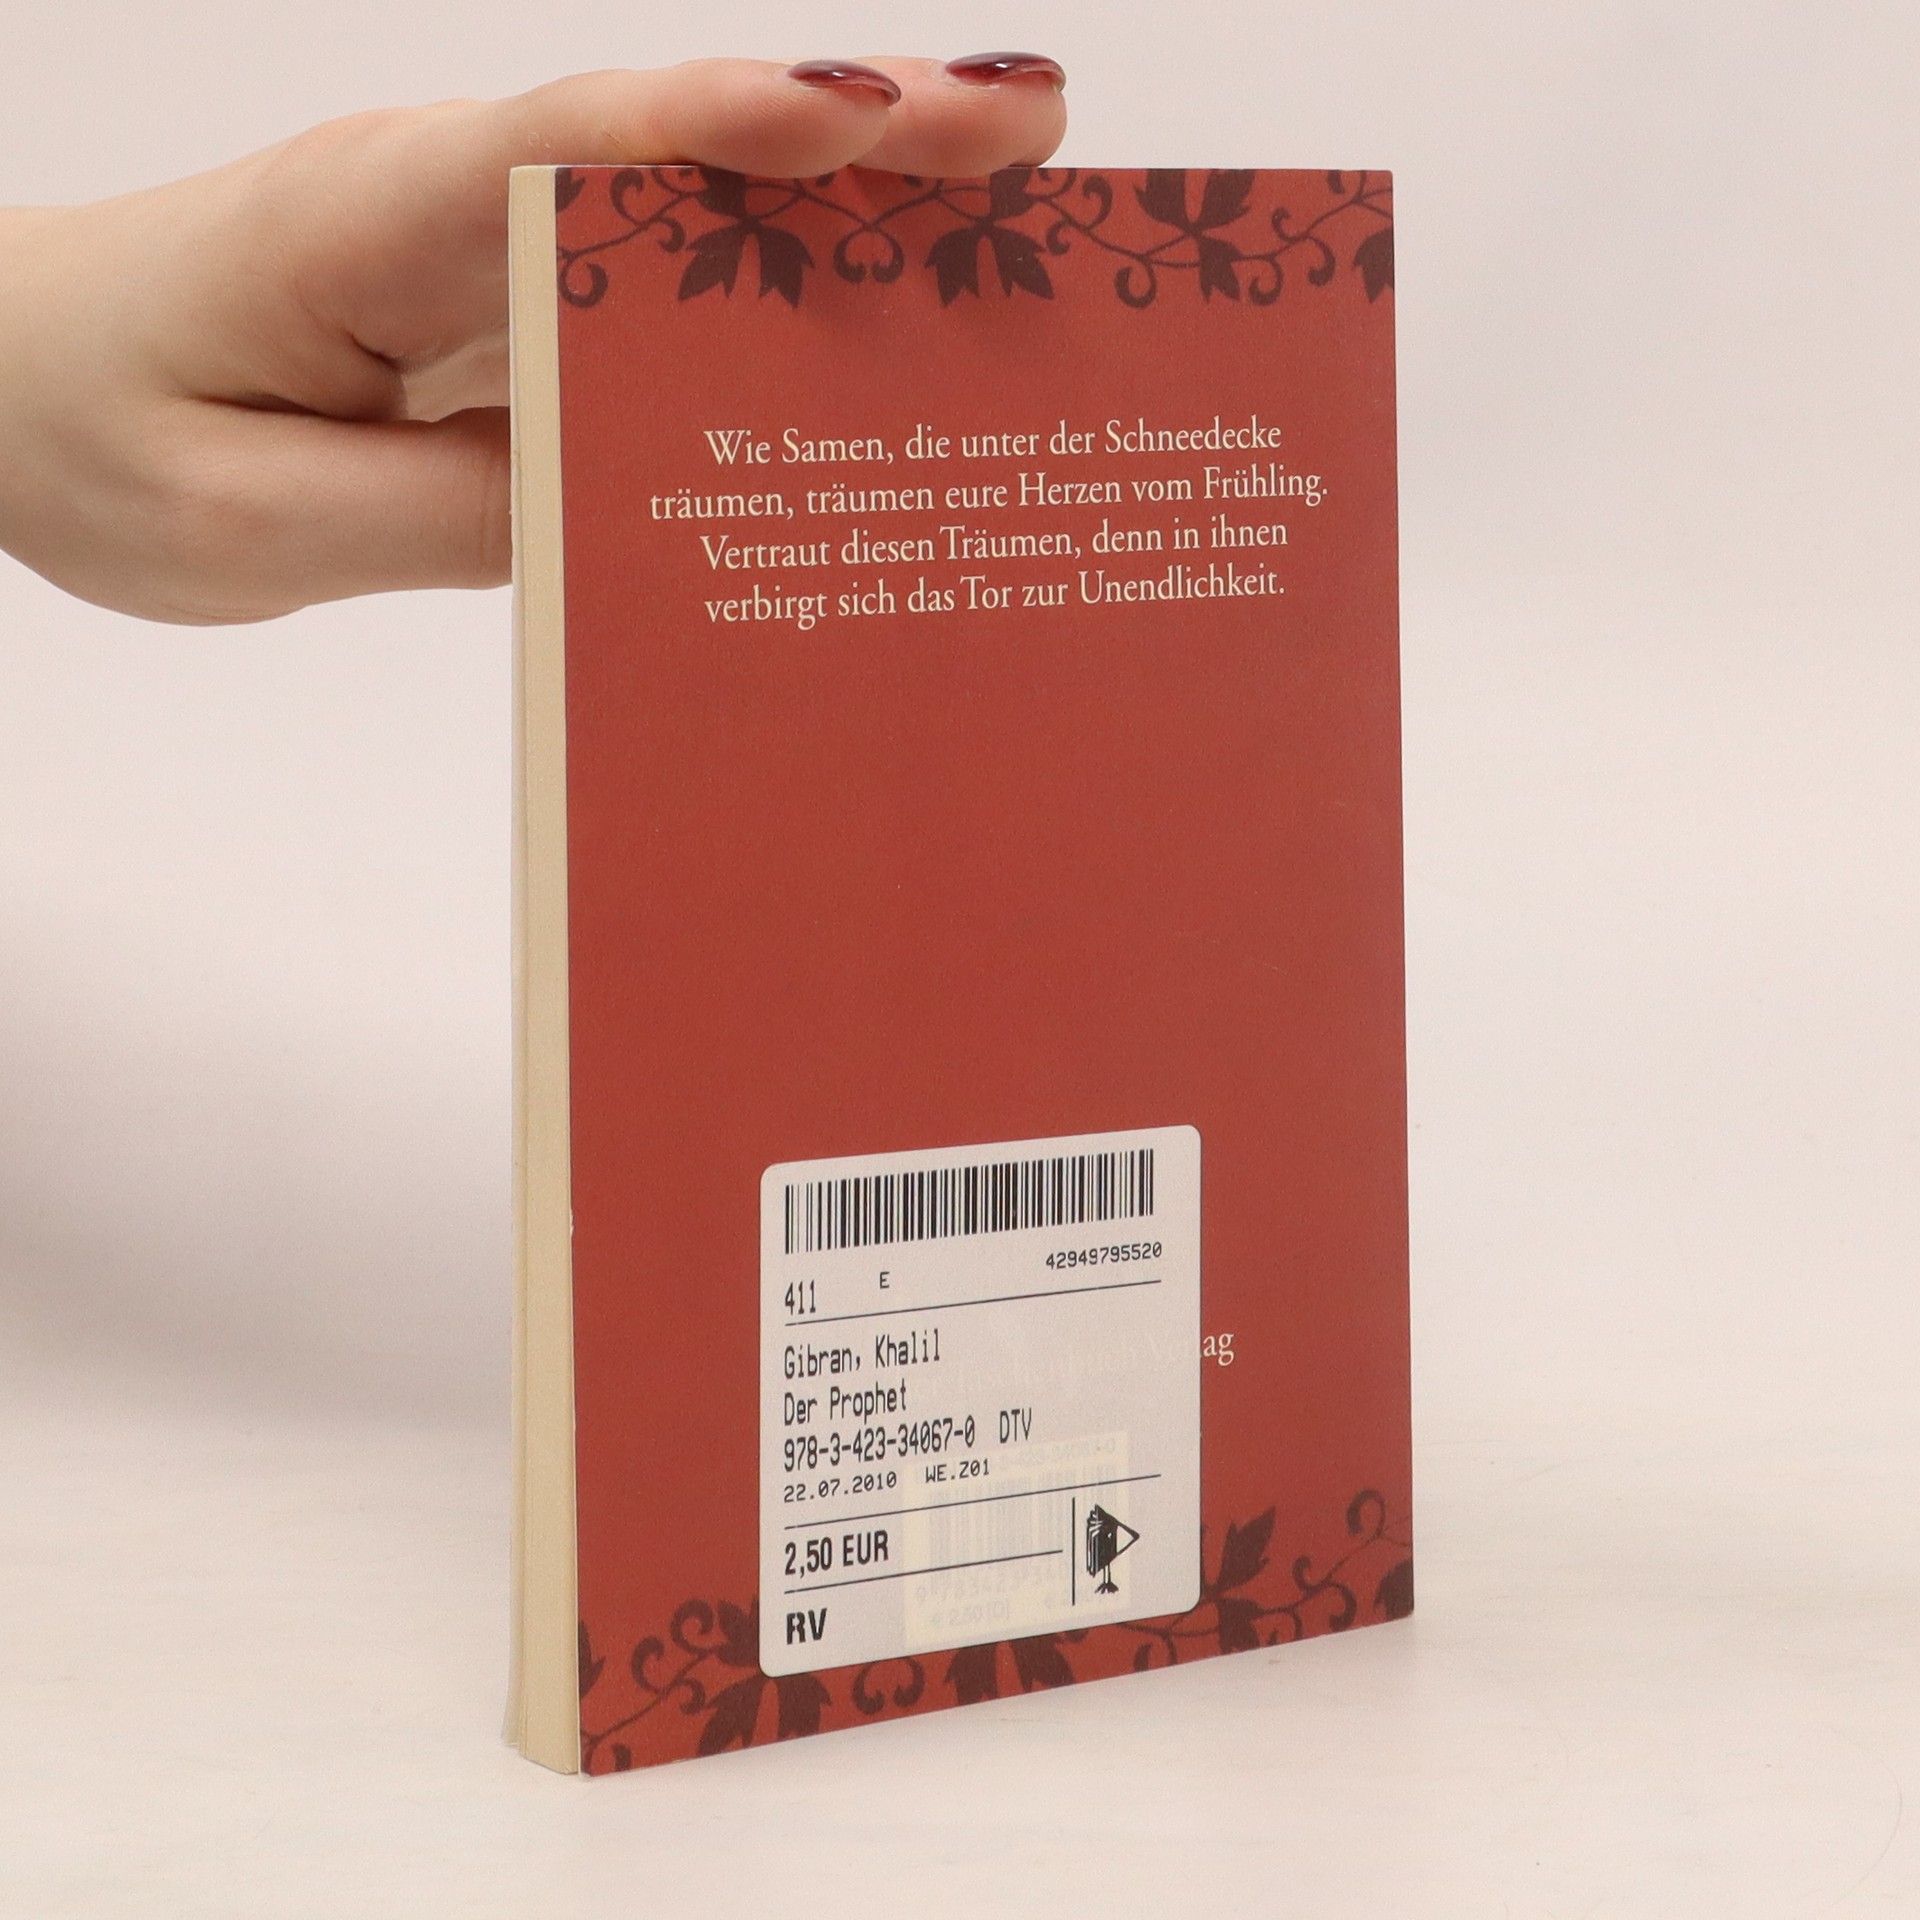 Wie Samen, die unter der Schneedecke
träumen, träumen eure Herzen vom Frühling.
Vertraut diesen Träumen, denn in ihnen
verbirgt sich das Tor zur Unendlichkeit.
42949795520
411 E
Gibran, Khalil
Der Prophet
978-3-423-34067-0 DTV
22.07.2010 WE.Z01
2,50 EUR
RV